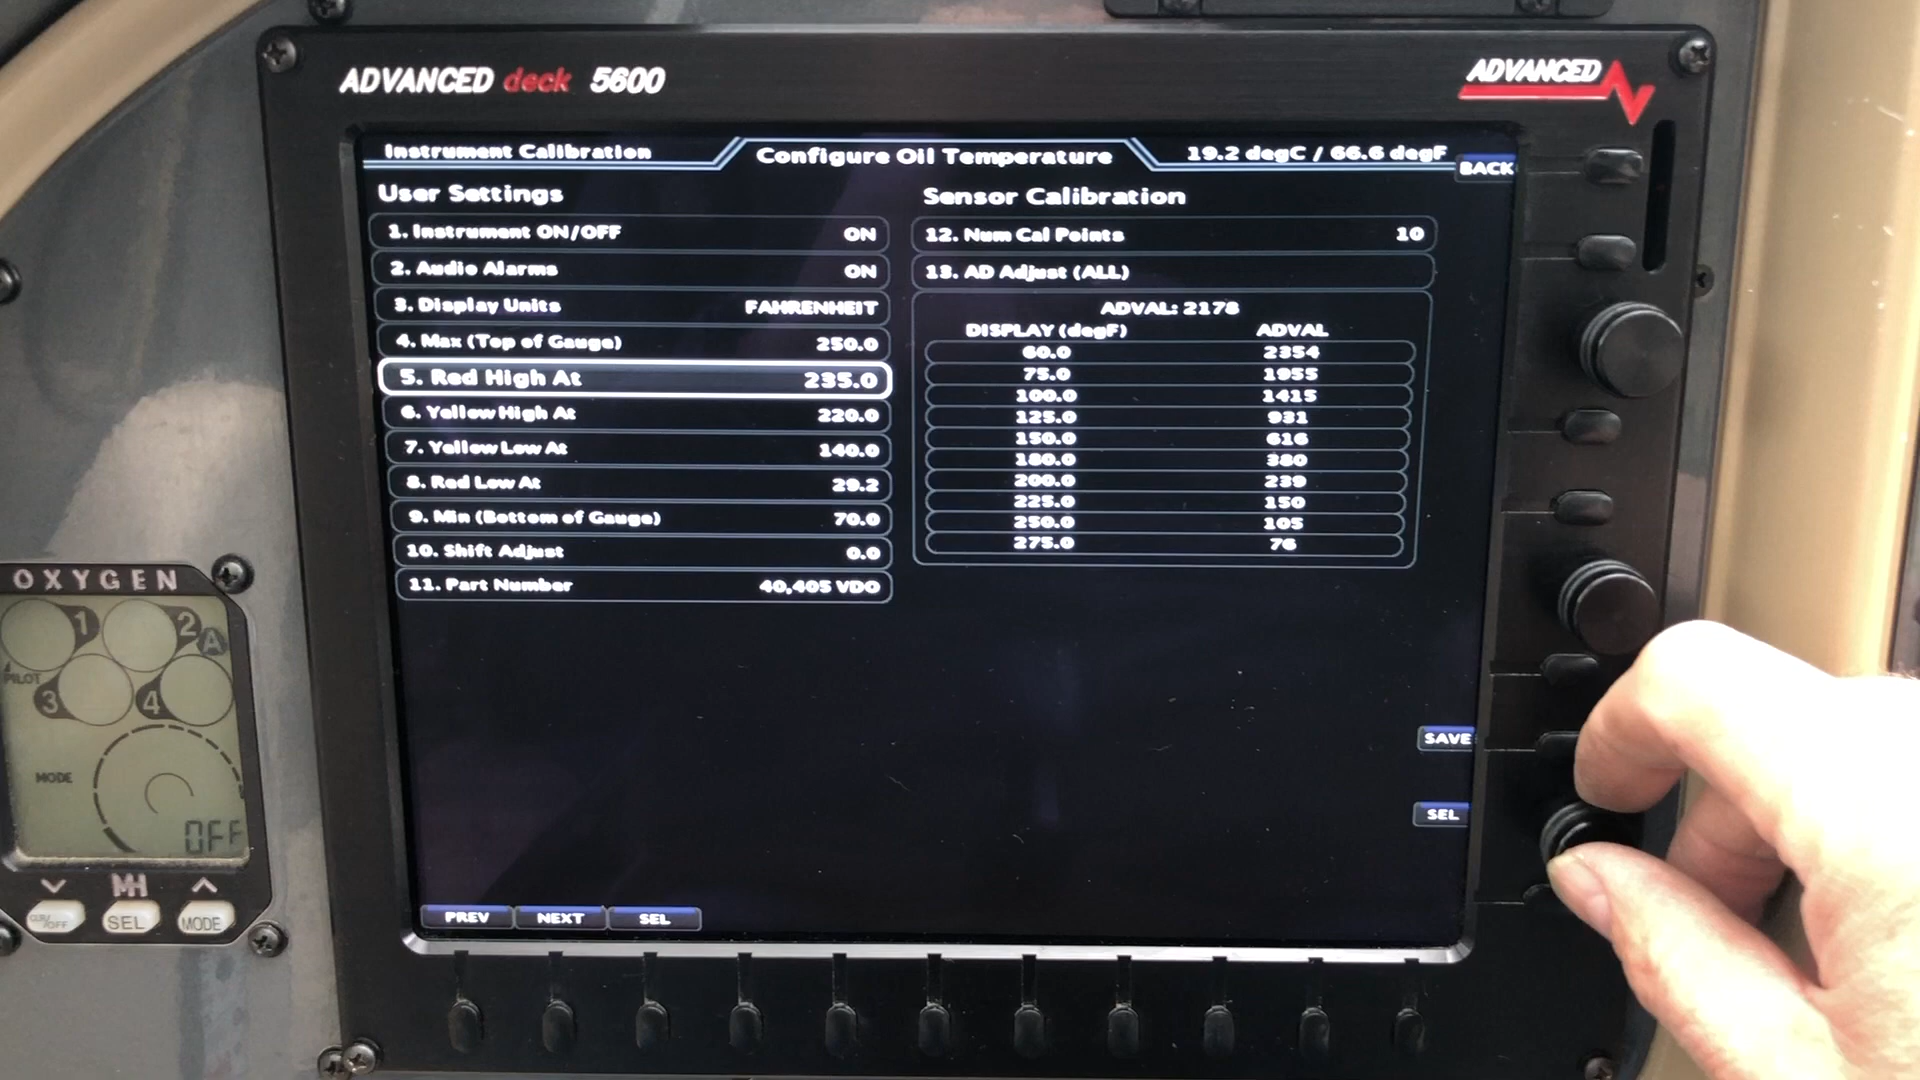 ADVANCED deck 5600
ADVANCED
Instrument Calibration
Configure Oil Temperature
19.2 degC / 66.6 degF
BACK
User Settings
1. Instrument ON/OFF ON
2. Audio Alarms ON
3. Display Units FAHRENHEIT
4. Max (Top of Gauge) 250.0
5. Red High At 235.0
6. Yellow High At 220.0
7. Yellow Low At 140.0
8. Red Low At 29.2
9. Min (Bottom of Gauge) 70.0
10. Shift Adjust 0.0
11. Part Number 40,405 VDO
Sensor Calibration
12. Num Cal Points 10
13. AD Adjust (ALL)
ADVAL: 2178
DISPLAY (degF) ADVAL
60.0 2354
75.0 1955
100.0 1415
125.0 931
150.0 616
180.0 380
200.0 239
225.0 150
250.0 105
275.0 76
SAVE
SEL
PREV NEXT SEL
OXYGEN
1 2 A
PILOT
3 4
MODE
OFF
MH
SEL MODE